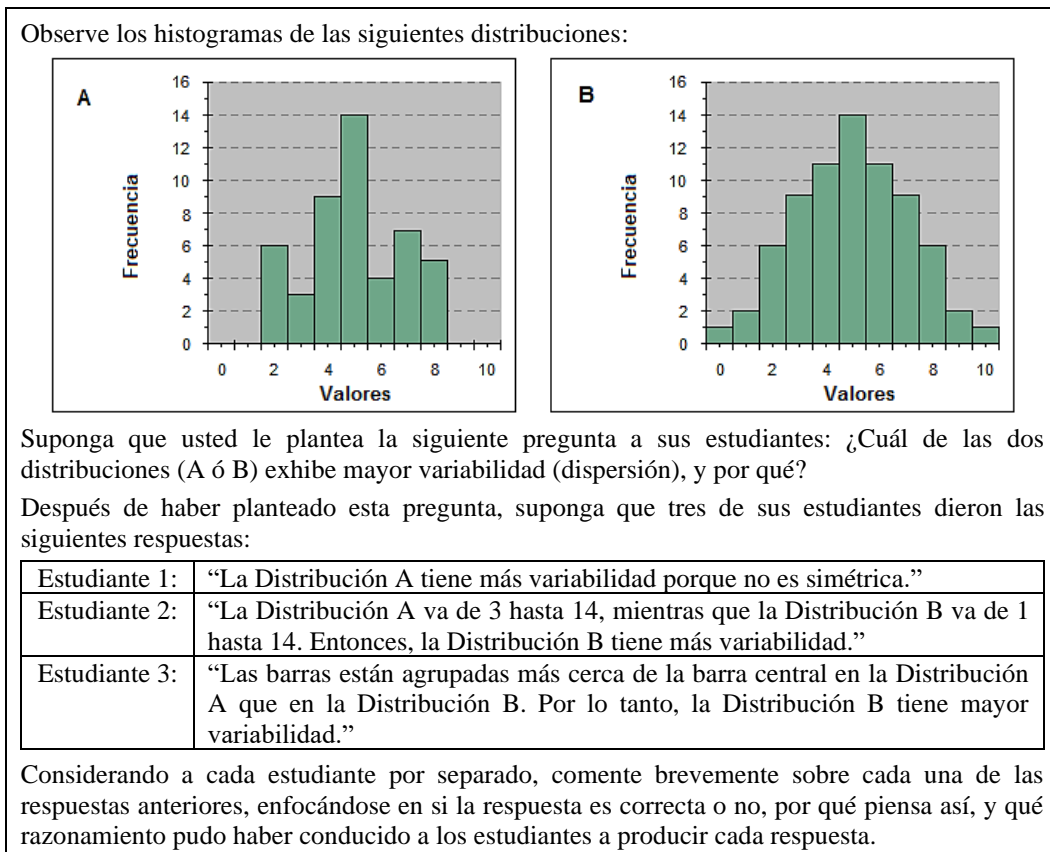 Observe los histogramas de las siguientes distribuciones:
A
Frecuencia
16
14
12
10
8
6
4
2
0
0 2 4 6 8 10
Valores
B
Frecuencia
16
14
12
10
8
6
4
2
0
0 2 4 6 8 10
Valores
Suponga que usted le plantea la siguiente pregunta a sus estudiantes: ¿Cuál de las dos
distribuciones (A ó B) exhibe mayor variabilidad (dispersión), y por qué?
Después de haber planteado esta pregunta, suponga que tres de sus estudiantes dieron las
siguientes respuestas:
Estudiante 1: “La Distribución A tiene más variabilidad porque no es simétrica.”
Estudiante 2: “La Distribución A va de 3 hasta 14, mientras que la Distribución B va de 1
hasta 14. Entonces, la Distribución B tiene más variabilidad.”
Estudiante 3: “Las barras están agrupadas más cerca de la barra central en la Distribución
A que en la Distribución B. Por lo tanto, la Distribución B tiene mayor
variabilidad.”
Considerando a cada estudiante por separado, comente brevemente sobre cada una de las
respuestas anteriores, enfocándose en si la respuesta es correcta o no, por qué piensa así, y qué
razonamiento pudo haber conducido a los estudiantes a producir cada respuesta.